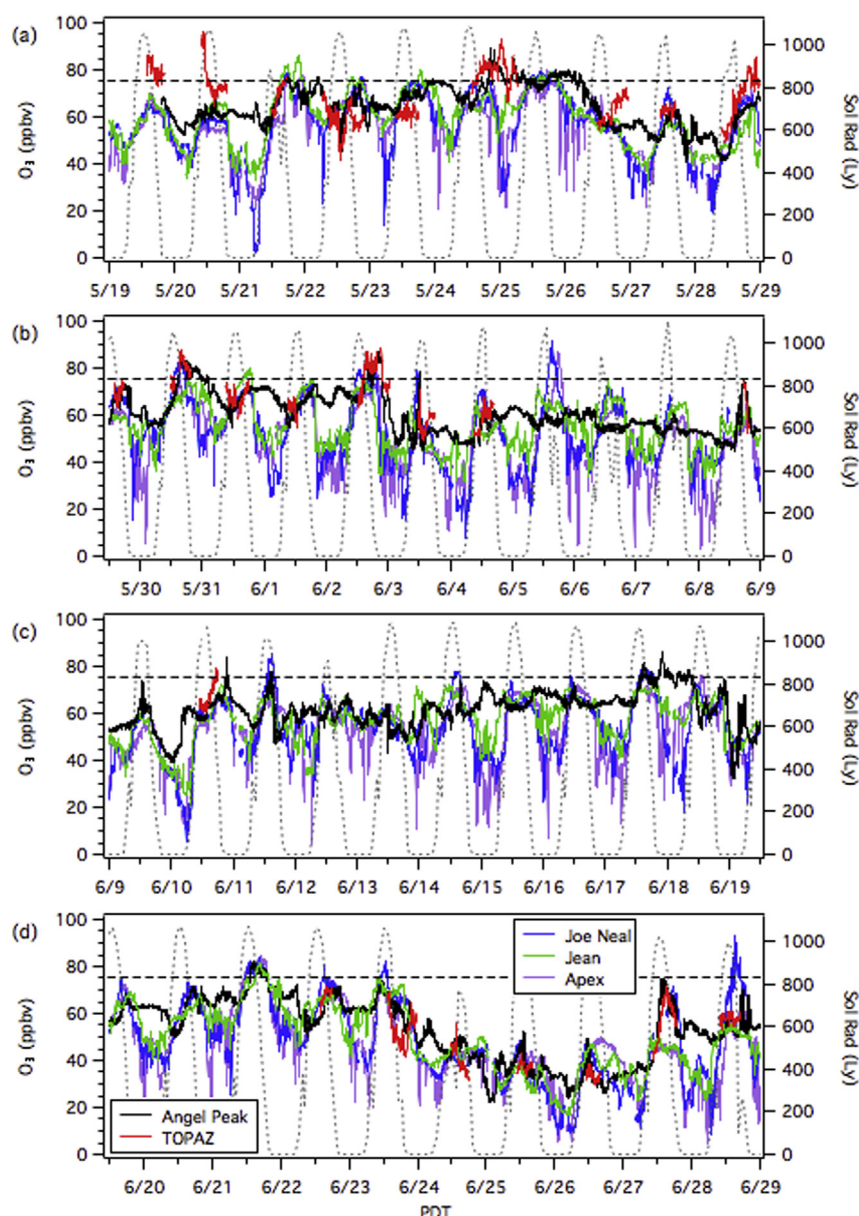 (a)
100
80
60
40
20
0
O₃ (ppbv)
1000
800
600
400
200
0
Sol Rad (Ly)
5/19 5/20 5/21 5/22 5/23 5/24 5/25 5/26 5/27 5/28 5/29
(b)
100
80
60
40
20
0
O₃ (ppbv)
1000
800
600
400
200
0
Sol Rad (Ly)
5/30 5/31 6/1 6/2 6/3 6/4 6/5 6/6 6/7 6/8 6/9
(c)
100
80
60
40
20
0
O₃ (ppbv)
1000
800
600
400
200
0
Sol Rad (Ly)
6/9 6/10 6/11 6/12 6/13 6/14 6/15 6/16 6/17 6/18 6/19
(d)
100
80
60
40
20
0
O₃ (ppbv)
Joe Neal
Jean
Apex
Angel Peak
TOPAZ
1000
800
600
400
200
0
Sol Rad (Ly)
6/20 6/21 6/22 6/23 6/24 6/25 6/26 6/27 6/28 6/29
PDT